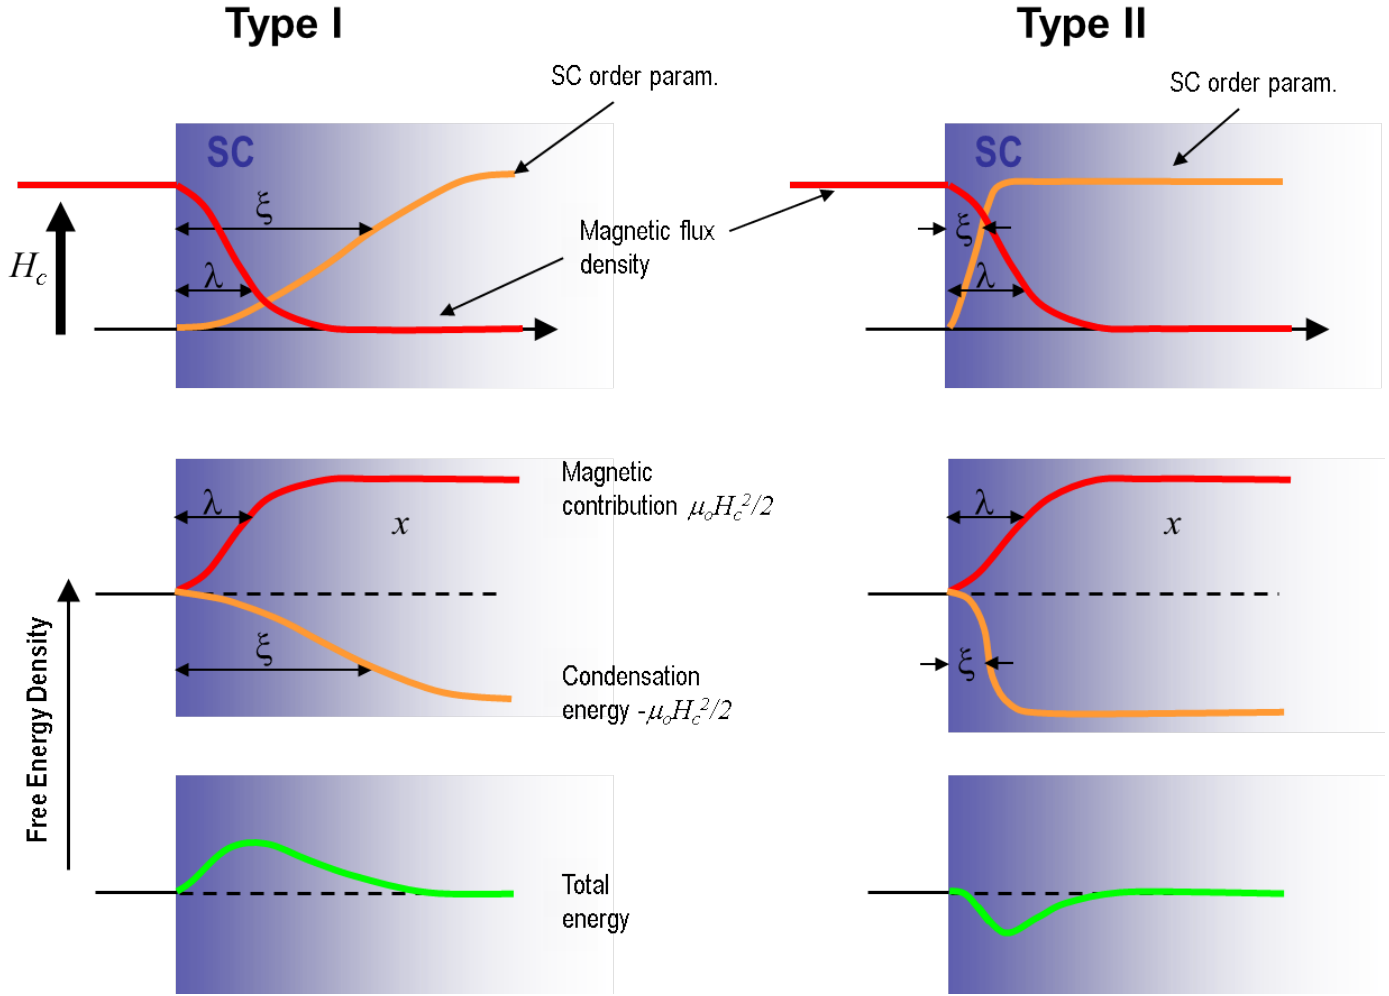 Type I
Type II
SC order param.
SC order param.
SC
SC
ξ
ξ
Magnetic flux
density
H_c
λ
λ
Magnetic
contribution μ_oH_c^2/2
λ
x
λ
x
ξ
ξ
Condensation
energy -μ_oH_c^2/2
Free Energy Density
Total
energy